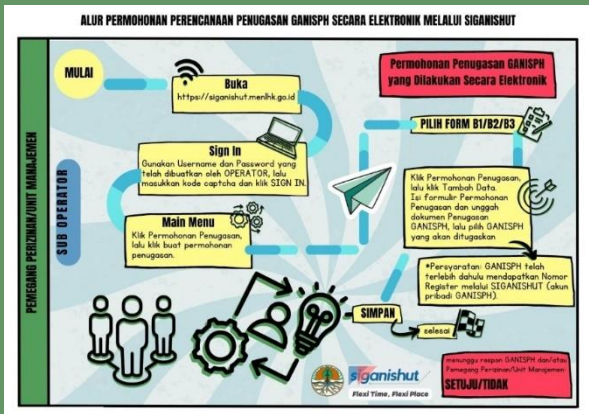 ALUR PERMOHONAN PERENCANAAN PENUGASAN GANISPH SECARA ELEKTRONIK MELALUI SIGANISHUT
PEMEGANG PERIZINAN/UNIT MANAJEMEN
SUB OPERATOR
MULAI
Buka
https://siganishut.menlhk.go.id
Sign In
Gunakan Username dan Password yang
telah dibuatkan oleh OPERATOR, lalu
masukkan kode captcha dan klik SIGN IN.
Main Menu
Klik Permohonan Penugasan,
lalu klik buat permohonan
penugasan.
Permohonan Penugasan GANISPH
yang Dilakukan Secara Elektronik
PILIH FORM B1/B2/B3
Klik Permohonan Penugasan,
lalu klik Tambah Data.
Isi formulir Permohonan
Penugasan dan unggah
dokumen Penugasan
GANISPH, lalu pilih GANISPH
yang akan ditugaskan
*Persyaratan: GANISPH telah
terlebih dahulu mendapatkan Nomor
Register melalui SIGANISHUT (akun
pribadi GANISPH).
SIMPAN
selesai
menunggu respon GANISPH dan/atau
Pemegang Perizinan/Unit Manajemen:
SETUJU/TIDAK
siganishut
Flexi Time, Flexi Place